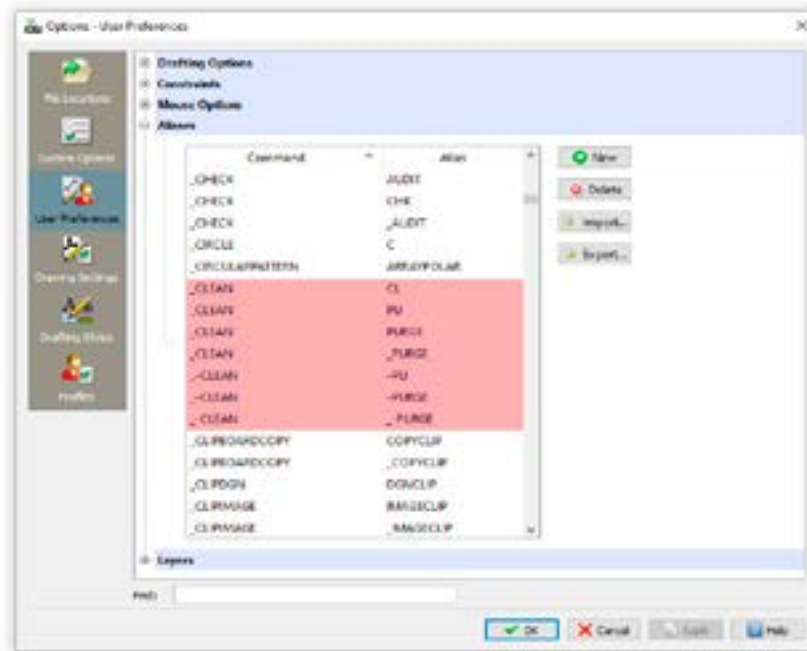 Options - User Preferences
File Locations
System Options
User Preferences
Drawing Settings
Drafting Styles
Profiles
Drafting Options
Constraints
Mouse Options
Aliases
Command Alias
_CHECK AUDIT
_CHECK CHK
_CHECK _AUDIT
_CIRCLE C
_CIRCULARPATTERN ARRAYPOLAR
_CLEAN CL
_CLEAN PU
_CLEAN PURGE
_CLEAN _PURGE
_-CLEAN -PU
_-CLEAN -PURGE
_-CLEAN _-PURGE
_CLIPBOARDCOPY COPYCLIP
_CLIPBOARDCOPY _COPYCLIP
_CLIPDGN DGNCLIP
_CLIPIMAGE IMAGECLIP
_CLIPIMAGE _IMAGECLIP
New
Delete
Import...
Export...
Layers
Find:
OK Cancel Apply Help